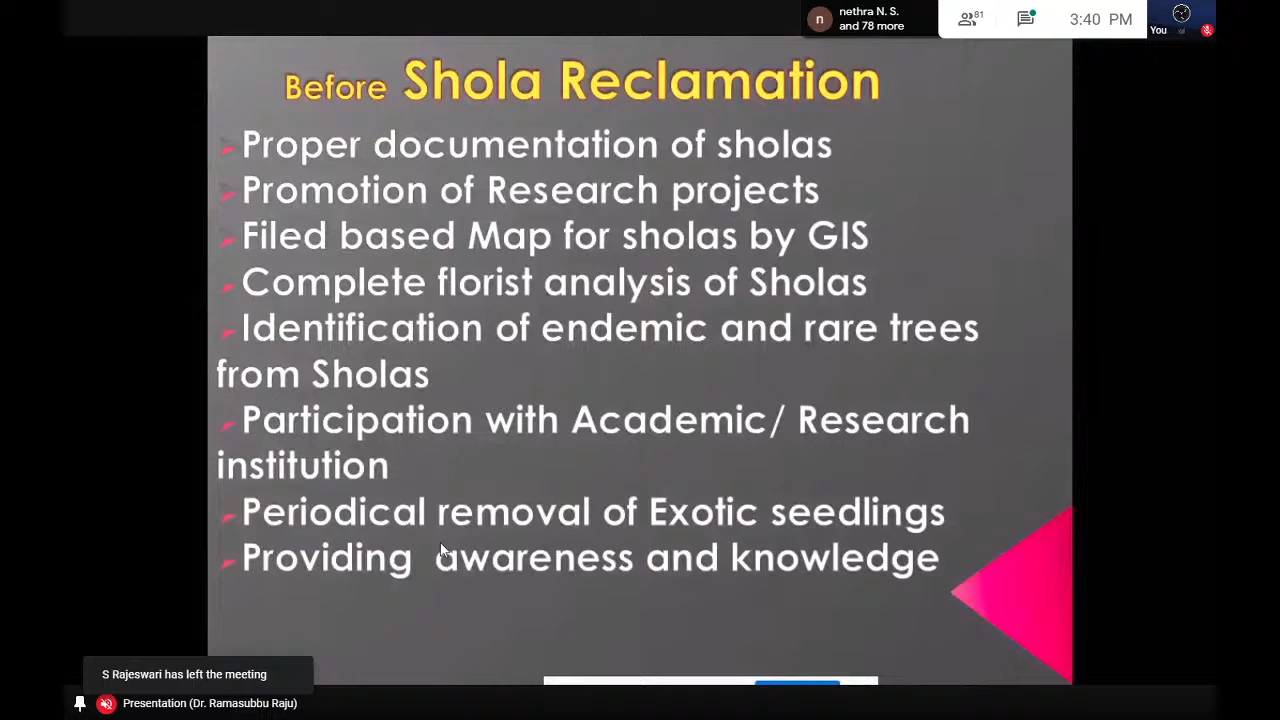 nethra N. S.
and 78 more
81
3:40 PM
You
n
Before Shola Reclamation
Proper documentation of sholas
Promotion of Research projects
Filed based Map for sholas by GIS
Complete florist analysis of Sholas
Identification of endemic and rare trees
from Sholas
Participation with Academic/ Research
institution
Periodical removal of Exotic seedlings
Providing awareness and knowledge
S Rajeswari has left the meeting
Presentation (Dr. Ramasubbu Raju)